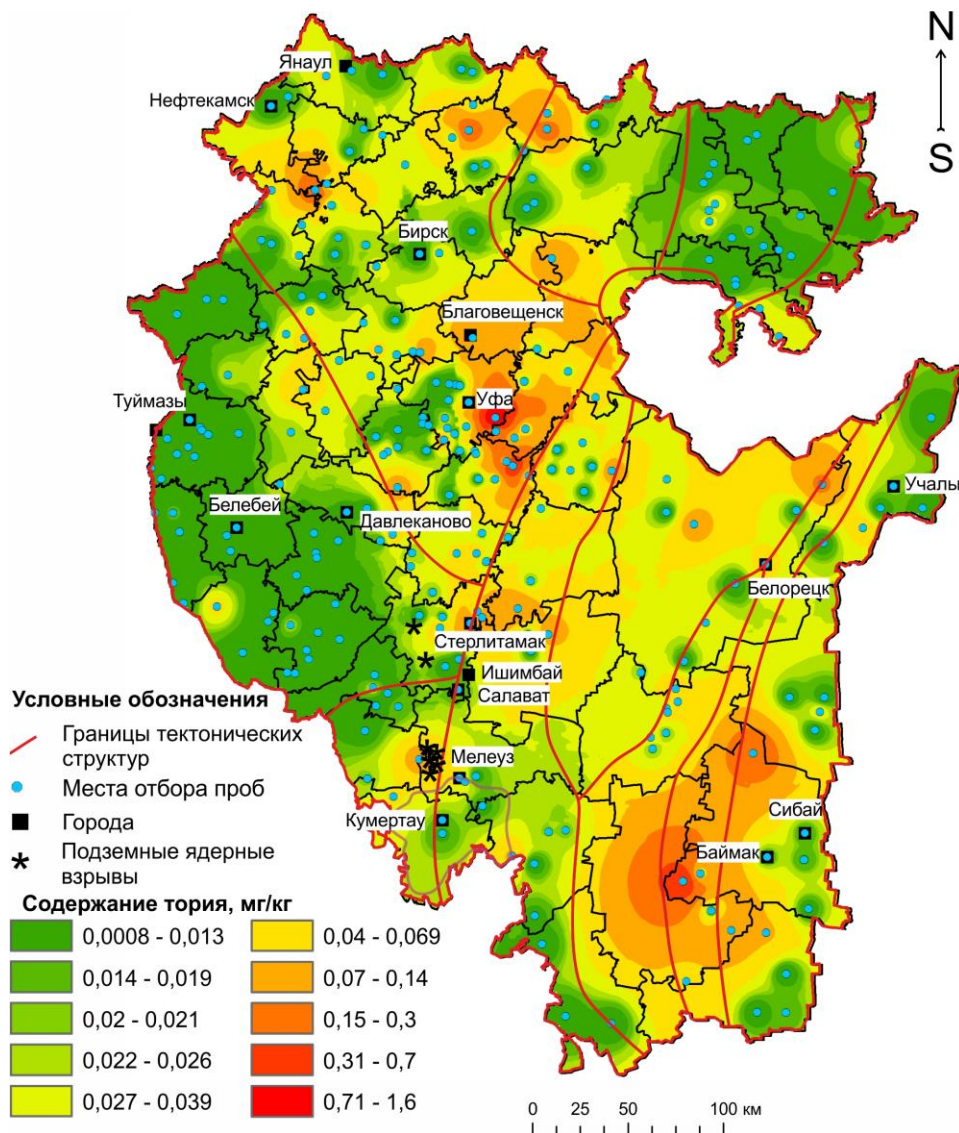 N
S
Янаул
Нефтекамск
Бирск
Благовещенск
Туймазы
Уфа
Учалы
Белебей
Давлеканово
Белорецк
Стерлитамак
Ишимбай
Салават
Мелеуз
Сибай
Кумертау
Баймак
Условные обозначения
Границы тектонических
структур
Места отбора проб
Города
Подземные ядерные
взрывы
Содержание тория, мг/кг
0,0008 - 0,013
0,04 - 0,069
0,014 - 0,019
0,07 - 0,14
0,02 - 0,021
0,15 - 0,3
0,022 - 0,026
0,31 - 0,7
0,027 - 0,039
0,71 - 1,6
0 25 50 100 км